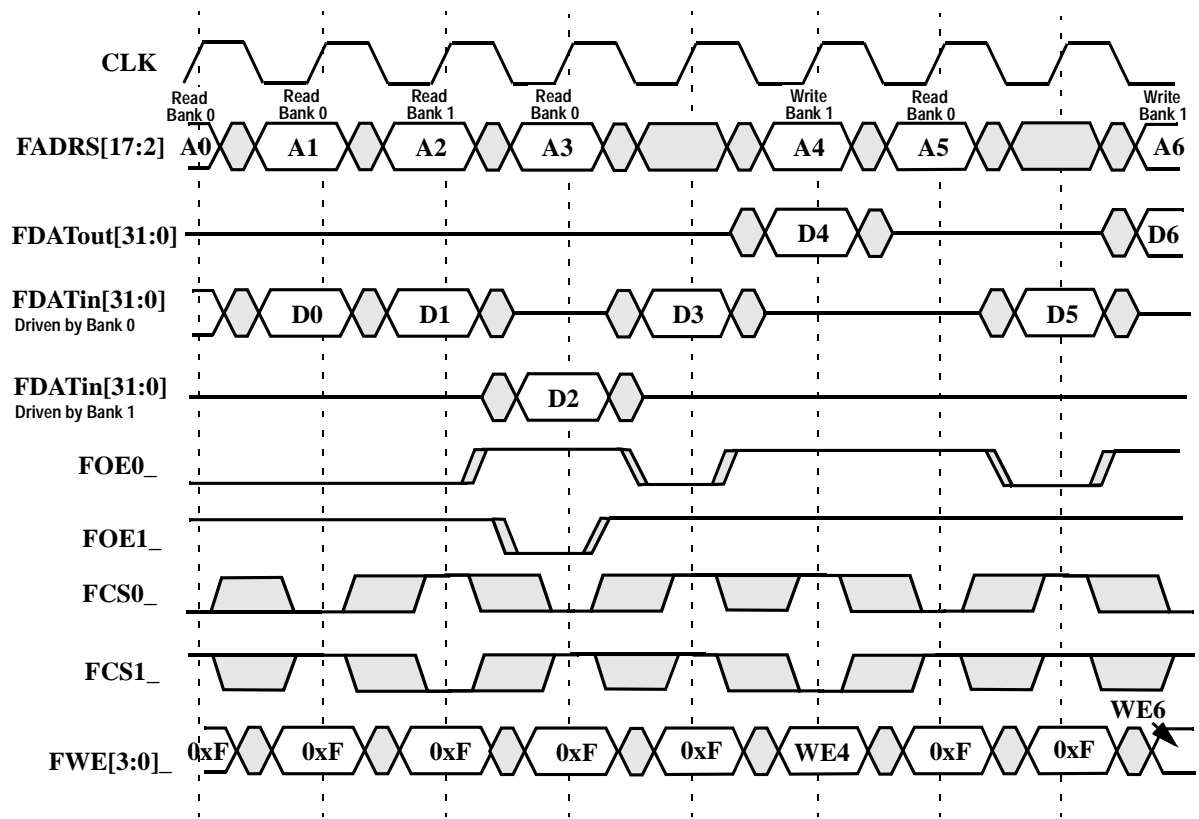 CLK
Read Bank 0
Read Bank 0
Read Bank 1
Read Bank 0
Write Bank 1
Read Bank 0
Write Bank 1
FADRS[17:2] A0 A1 A2 A3 A4 A5 A6
FDATout[31:0] D4 D6
FDATin[31:0] D0 D1 D3 D5
Driven by Bank 0
FDATin[31:0] D2
Driven by Bank 1
FOE0_
FOE1_
FCS0_
FCS1_
WE6
FWE[3:0]_ 0xF 0xF 0xF 0xF 0xF WE4 0xF 0xF